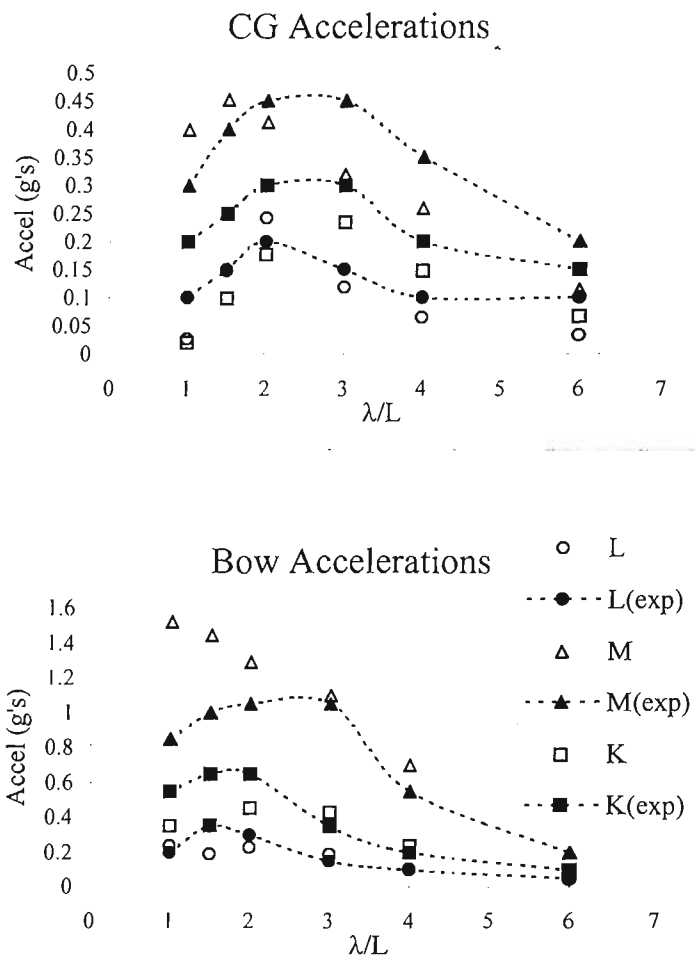 CG Accelerations
0.5
0.45
0.4
0.35
0.3
0.25
0.2
0.15
0.1
0.05
0
Accel (g's)
0 1 2 3 4 5 6 7
λ/L
Bow Accelerations
1.6
1.4
1.2
1
0.8
0.6
0.4
0.2
0
Accel (g's)
0 1 2 3 4 5 6 7
λ/L
L
L(exp)
M
M(exp)
K
K(exp)